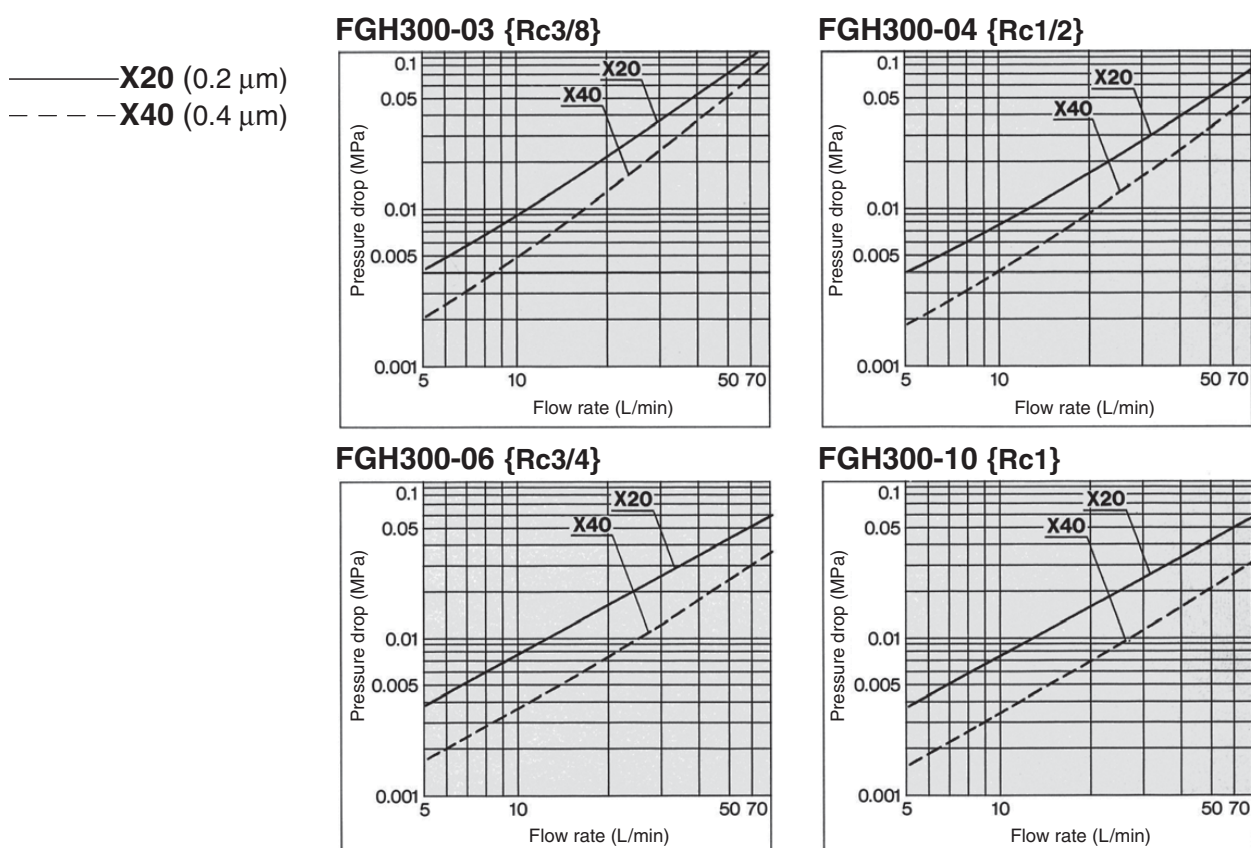 X20 (0.2 µm)
X40 (0.4 µm)
FGH300-03 {Rc3/8}
0.1
0.05
0.01
0.005
0.001
Pressure drop (MPa)
X20
X40
5 10 50 70
Flow rate (L/min)
FGH300-04 {Rc1/2}
0.1
0.05
0.01
0.005
0.001
Pressure drop (MPa)
X20
X40
5 10 50 70
Flow rate (L/min)
FGH300-06 {Rc3/4}
0.1
0.05
0.01
0.005
0.001
Pressure drop (MPa)
X20
X40
5 10 50 70
Flow rate (L/min)
FGH300-10 {Rc1}
0.1
0.05
0.01
0.005
0.001
Pressure drop (MPa)
X20
X40
5 10 50 70
Flow rate (L/min)